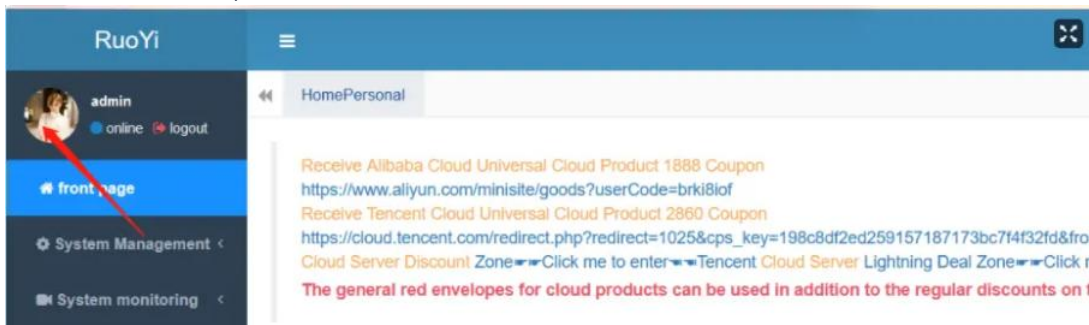 RuoYi
admin
online logout
HomePersonal
front page
System Management
System monitoring
Receive Alibaba Cloud Universal Cloud Product 1888 Coupon
https://www.aliyun.com/minisite/goods?userCode=brki8iof
Receive Tencent Cloud Universal Cloud Product 2860 Coupon
https://cloud.tencent.com/redirect.php?redirect=1025&cps_key=198c8df2ed259157187173bc7f4f32fd&fro
Cloud Server Discount Zone☛☛Click me to enter☚☚Tencent Cloud Server Lightning Deal Zone☛☛Click
The general red envelopes for cloud products can be used in addition to the regular discounts on